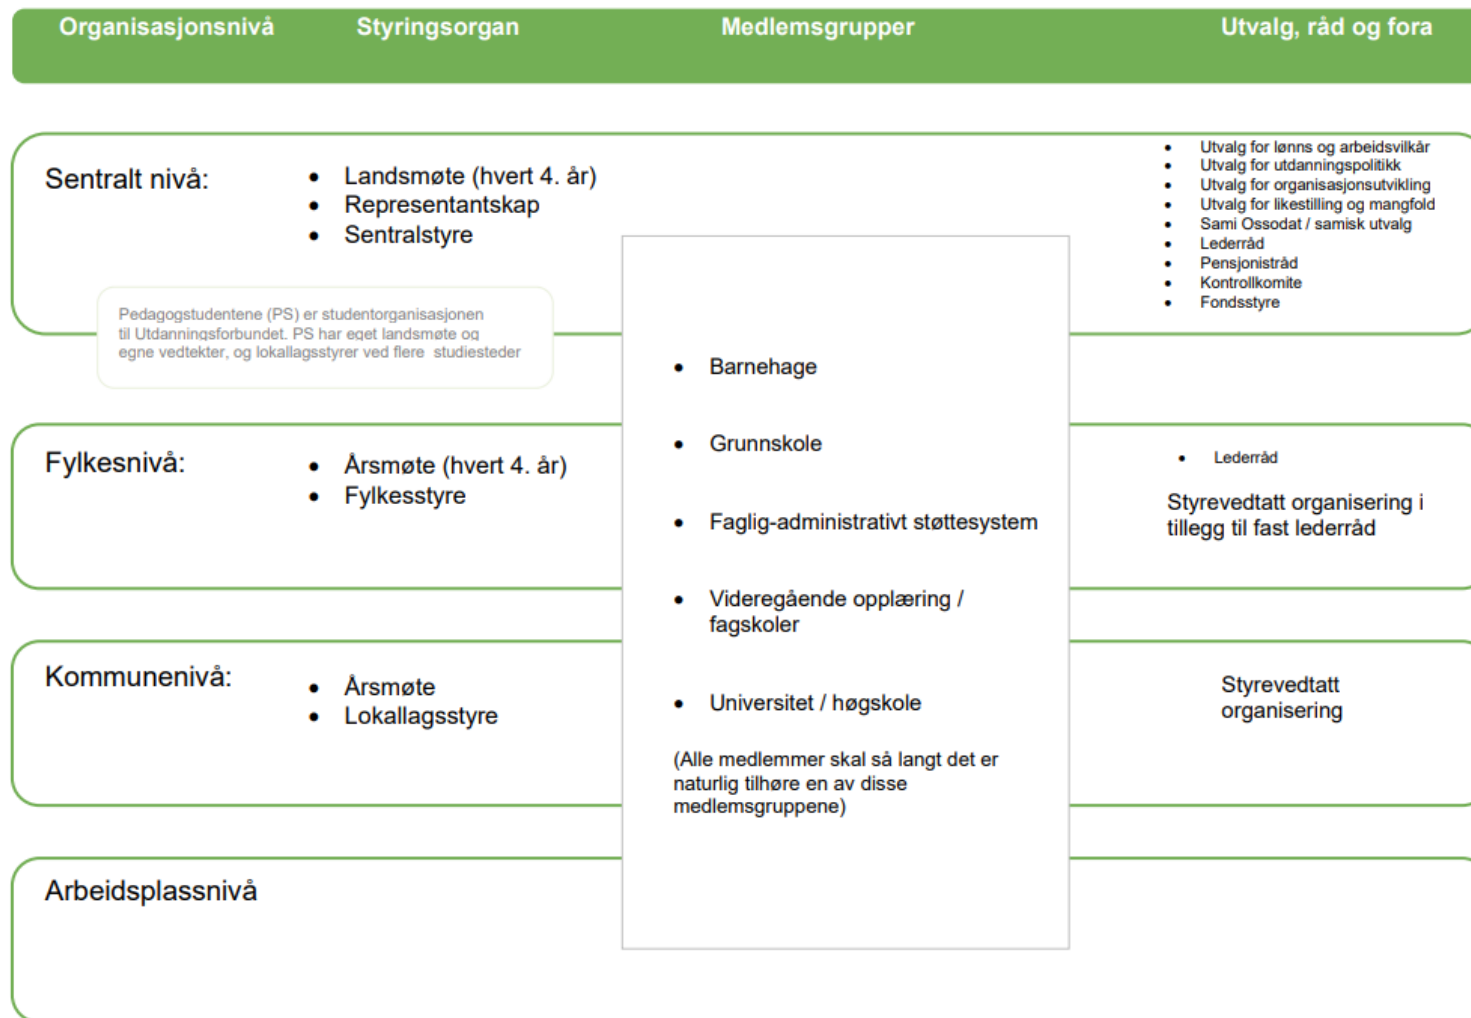 Organisasjonsnivå
Styringsorgan
Medlemsgrupper
Utvalg, råd og fora
Sentralt nivå:
• Landsmøte (hvert 4. år)
• Representantskap
• Sentralstyre
• Utvalg for lønns og arbeidsvilkår
• Utvalg for utdanningspolitikk
• Utvalg for organisasjonsutvikling
• Utvalg for likestilling og mangfold
• Sami Ossodat / samisk utvalg
• Lederråd
• Pensjonistråd
• Kontrollkomite
• Fondsstyre
Pedagogstudentene (PS) er studentorganisasjonen
til Utdanningsforbundet. PS har eget landsmøte og
egne vedtekter, og lokallagsstyrer ved flere studiesteder
• Barnehage
• Grunnskole
• Faglig-administrativt støttesystem
• Videregående opplæring /
fagskoler
• Universitet / høgskole
(Alle medlemmer skal så langt det er
naturlig tilhøre en av disse
medlemsgruppene)
Fylkesnivå:
• Årsmøte (hvert 4. år)
• Fylkesstyre
• Lederråd
Styrevedtatt organisering i
tillegg til fast lederråd
Kommunenivå:
• Årsmøte
• Lokallagsstyre
Styrevedtatt
organisering
Arbeidsplassnivå